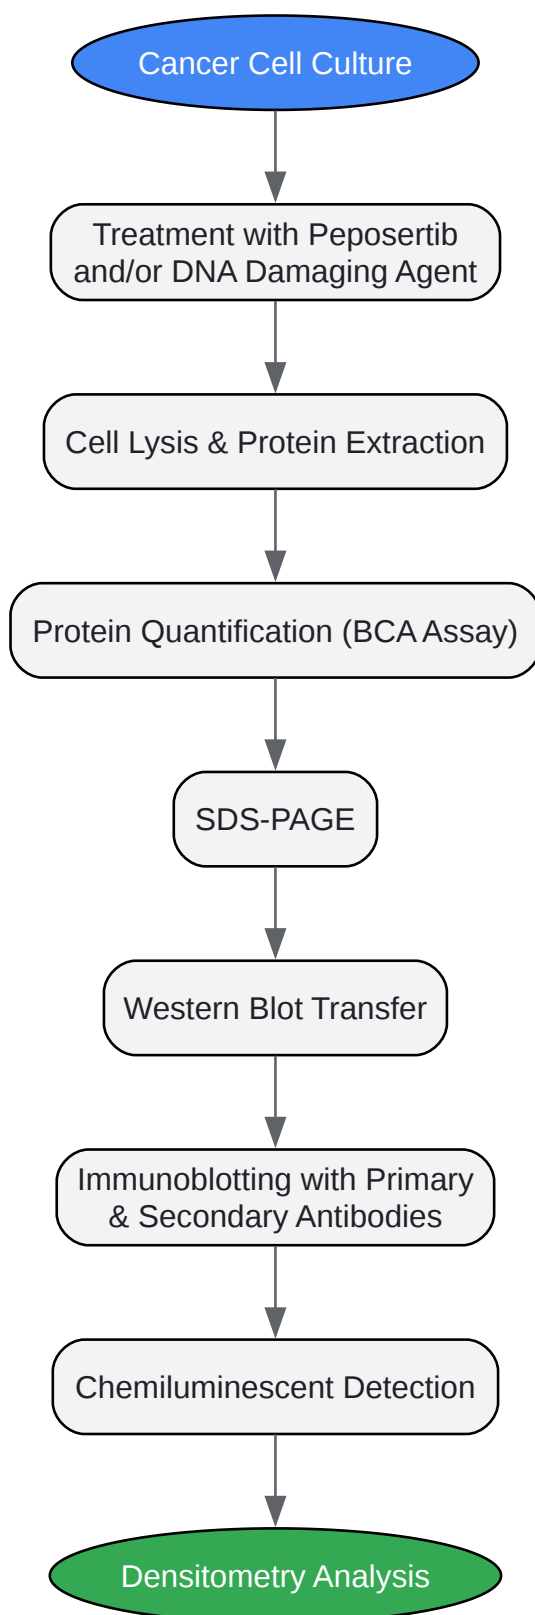 Cancer Cell Culture
Treatment with Peposertib
and/or DNA Damaging Agent
Cell Lysis & Protein Extraction
Protein Quantification (BCA Assay)
SDS-PAGE
Western Blot Transfer
Immunoblotting with Primary
& Secondary Antibodies
Chemiluminescent Detection
Densitometry Analysis